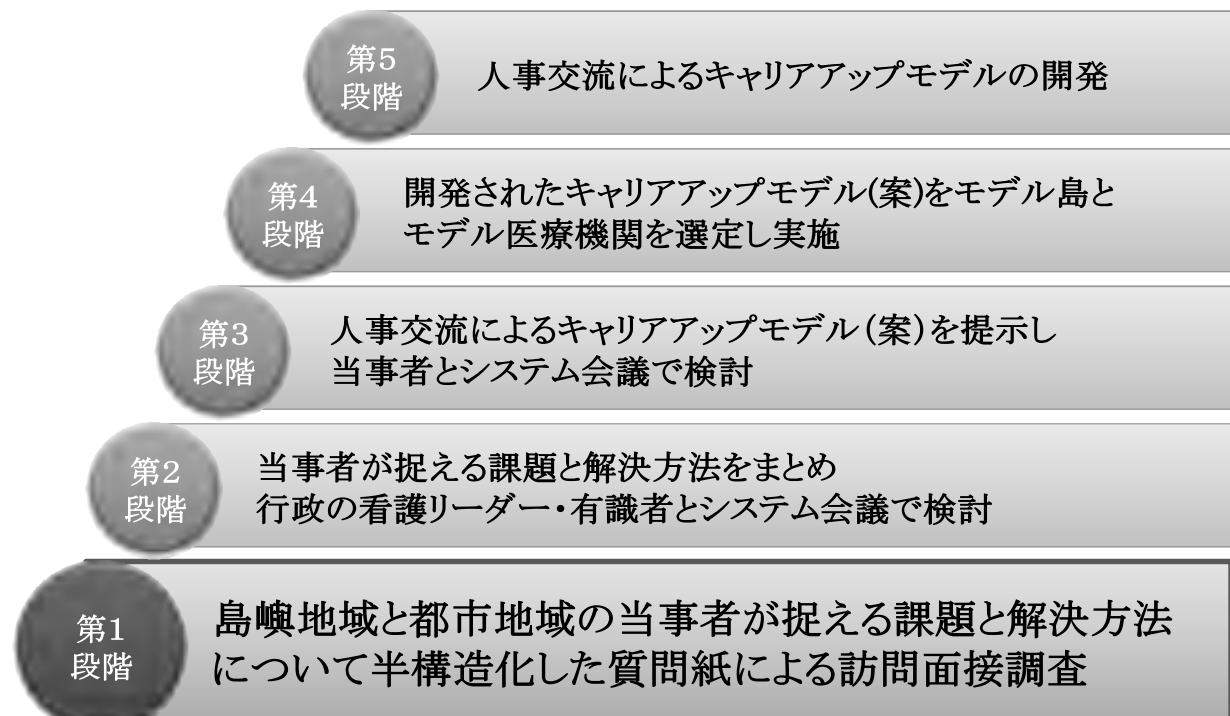 第5
段階
人事交流によるキャリアアップモデルの開発
第4
段階
開発されたキャリアアップモデル(案)をモデル島と
モデル医療機関を選定し実施
第3
段階
人事交流によるキャリアアップモデル（案）を提示し
当事者とシステム会議で検討
第2
段階
当事者が捉える課題と解決方法をまとめ
行政の看護リーダー・有識者とシステム会議で検討
第1
段階
島嶼地域と都市地域の当事者が捉える課題と解決方法
について半構造化した質問紙による訪問面接調査